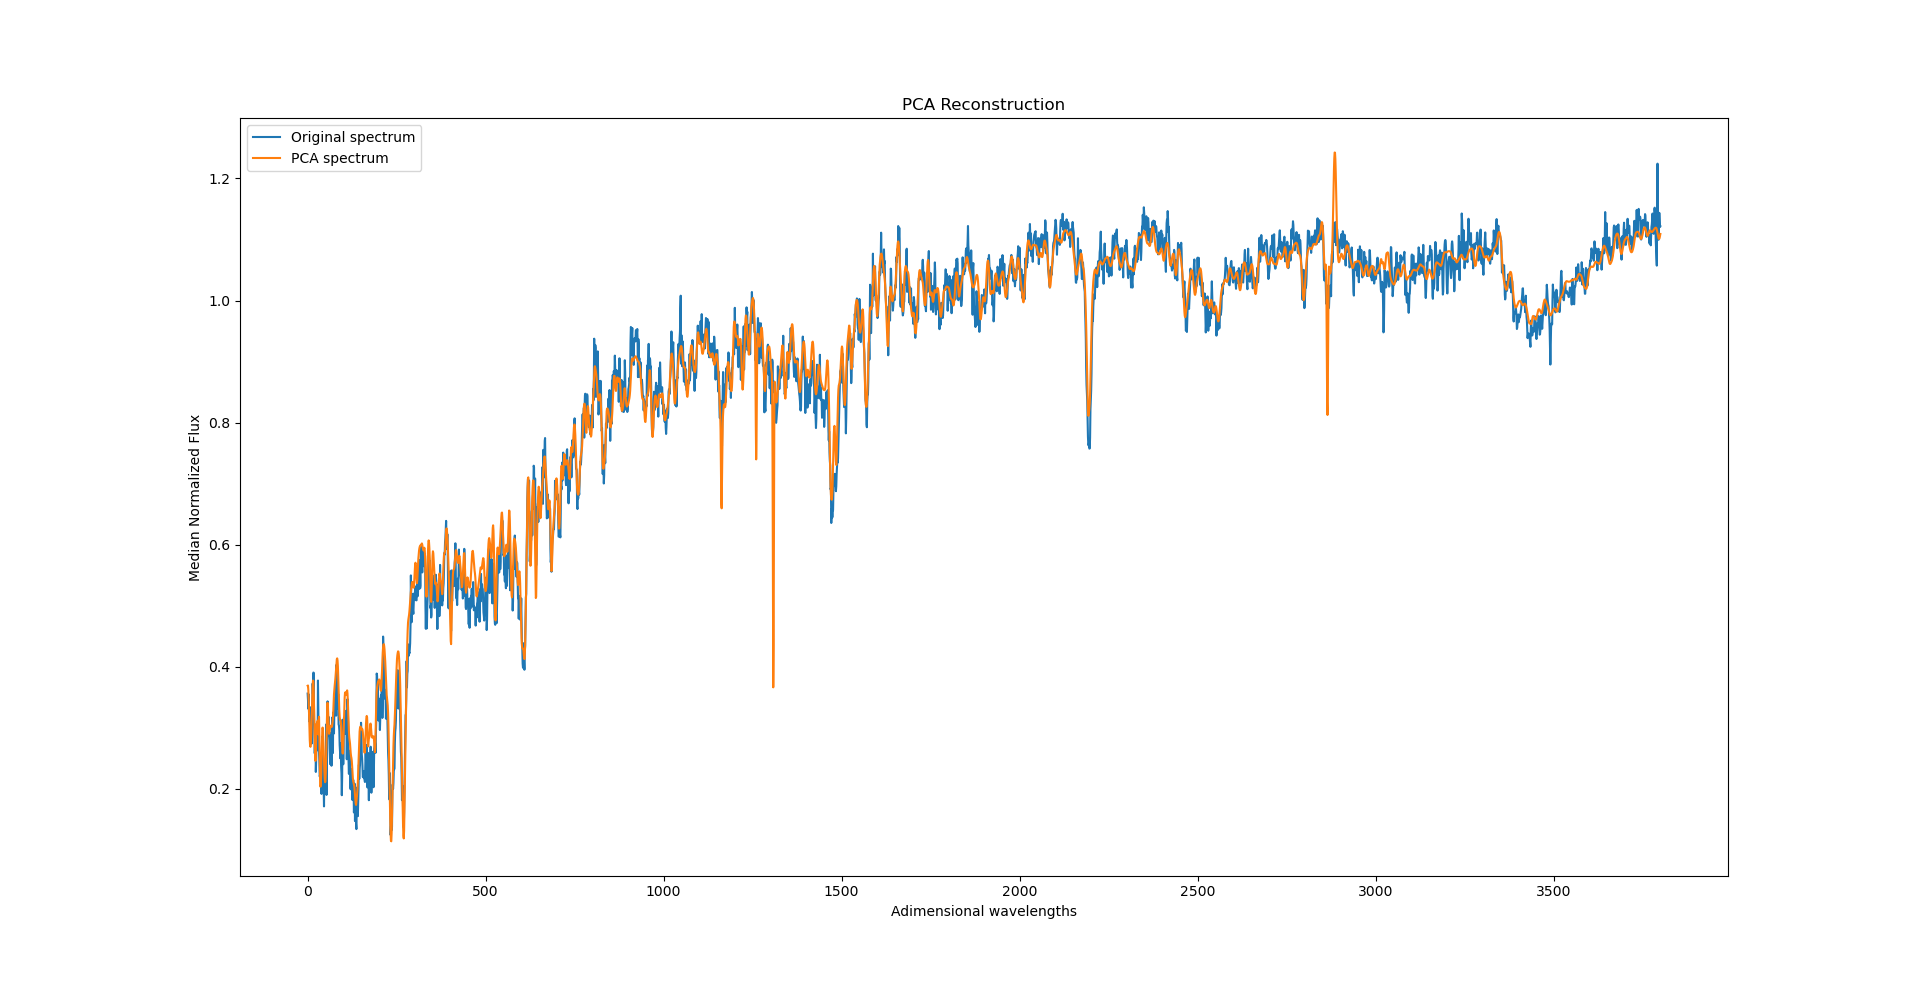 PCA Reconstruction
Original spectrum
PCA spectrum
Median Normalized Flux
1.2
1.0
0.8
0.6
0.4
0.2
0 500 1000 1500 2000 2500 3000 3500
Adimensional wavelengths